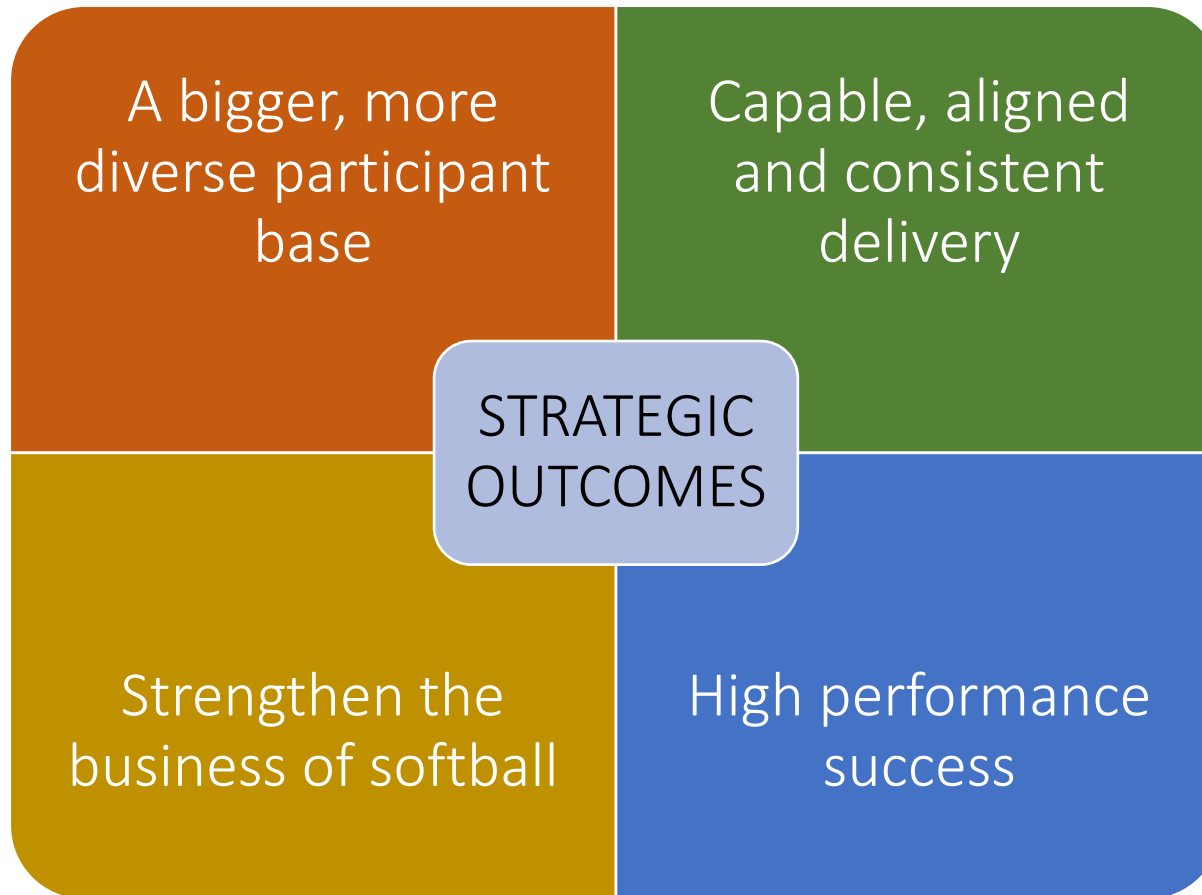 A bigger, more
diverse participant
base
Capable, aligned
and consistent
delivery
STRATEGIC
OUTCOMES
Strengthen the
business of softball
High performance
success